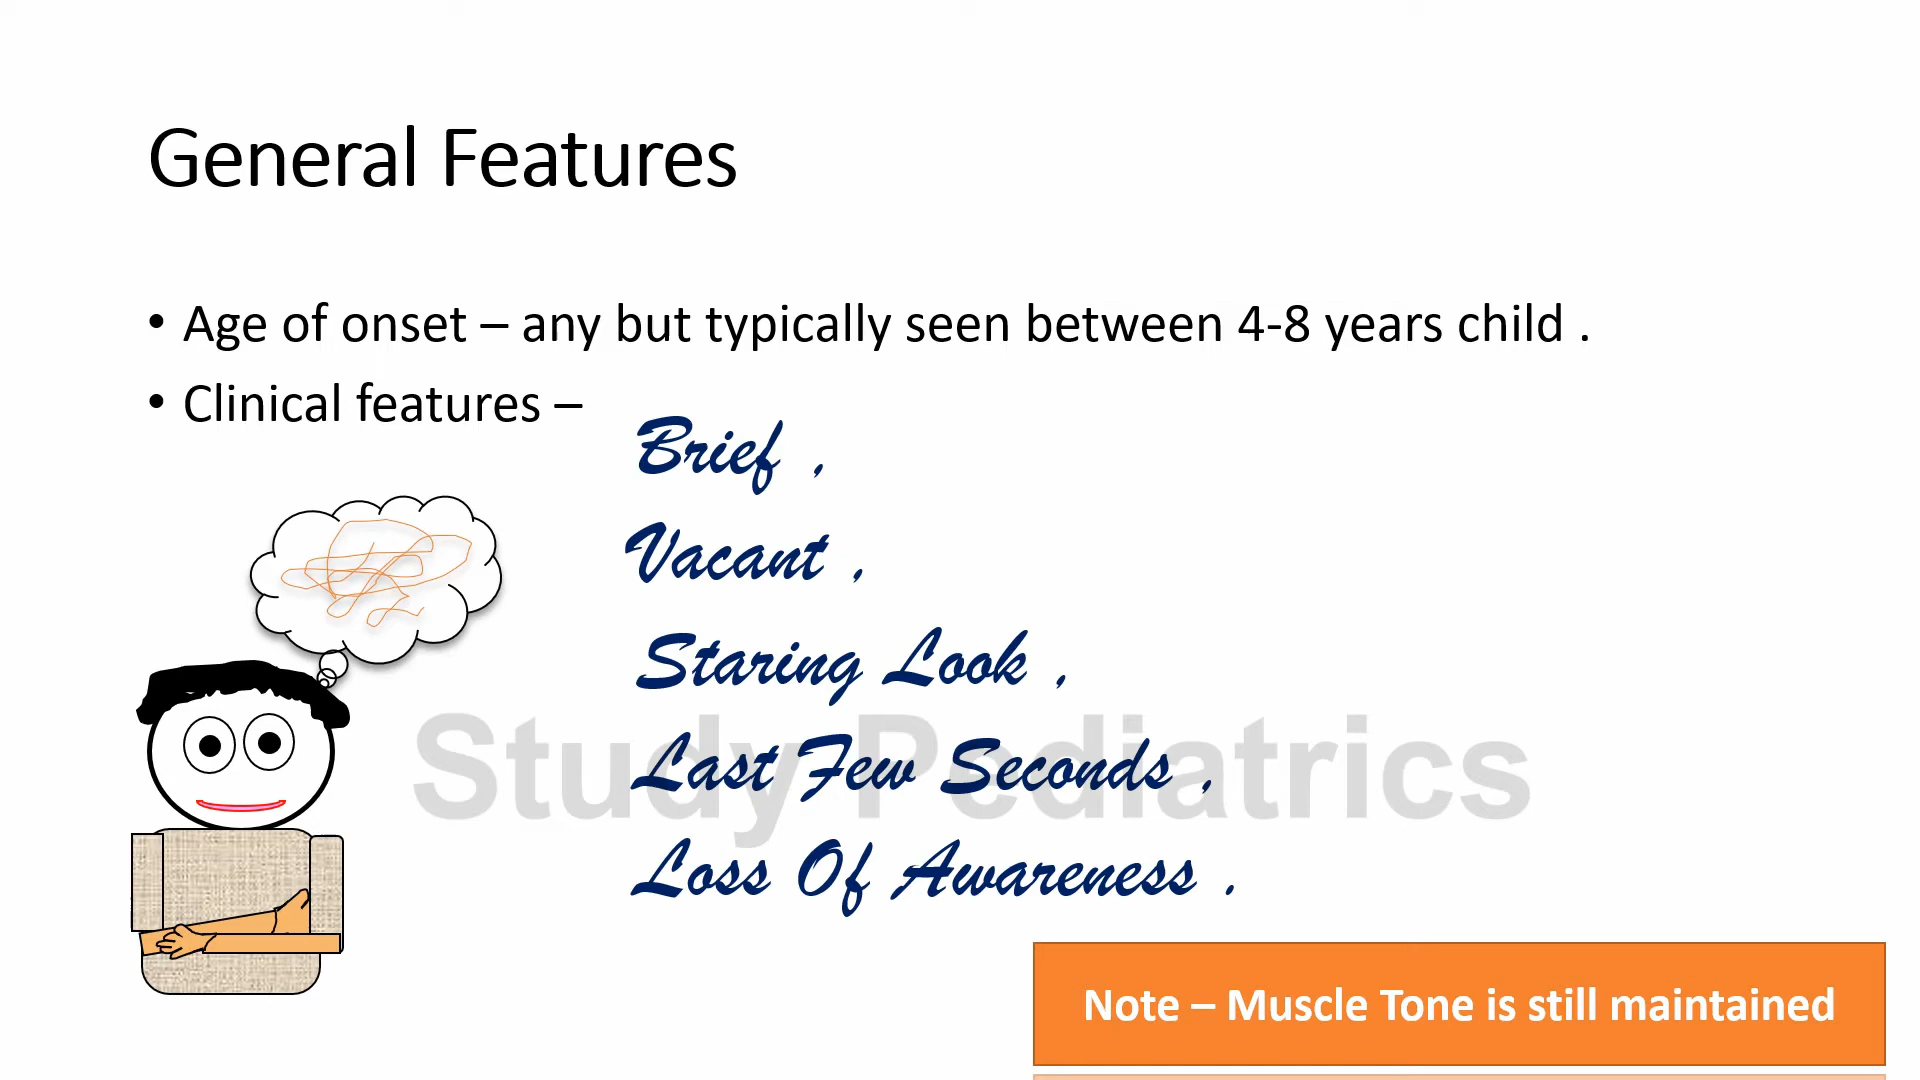 General Features
• Age of onset – any but typically seen between 4-8 years child .
• Clinical features –
Brief ,
Vacant ,
Staring Look ,
Last Few Seconds ,
Loss Of Awareness .
Study Pediatrics
Note – Muscle Tone is still maintained